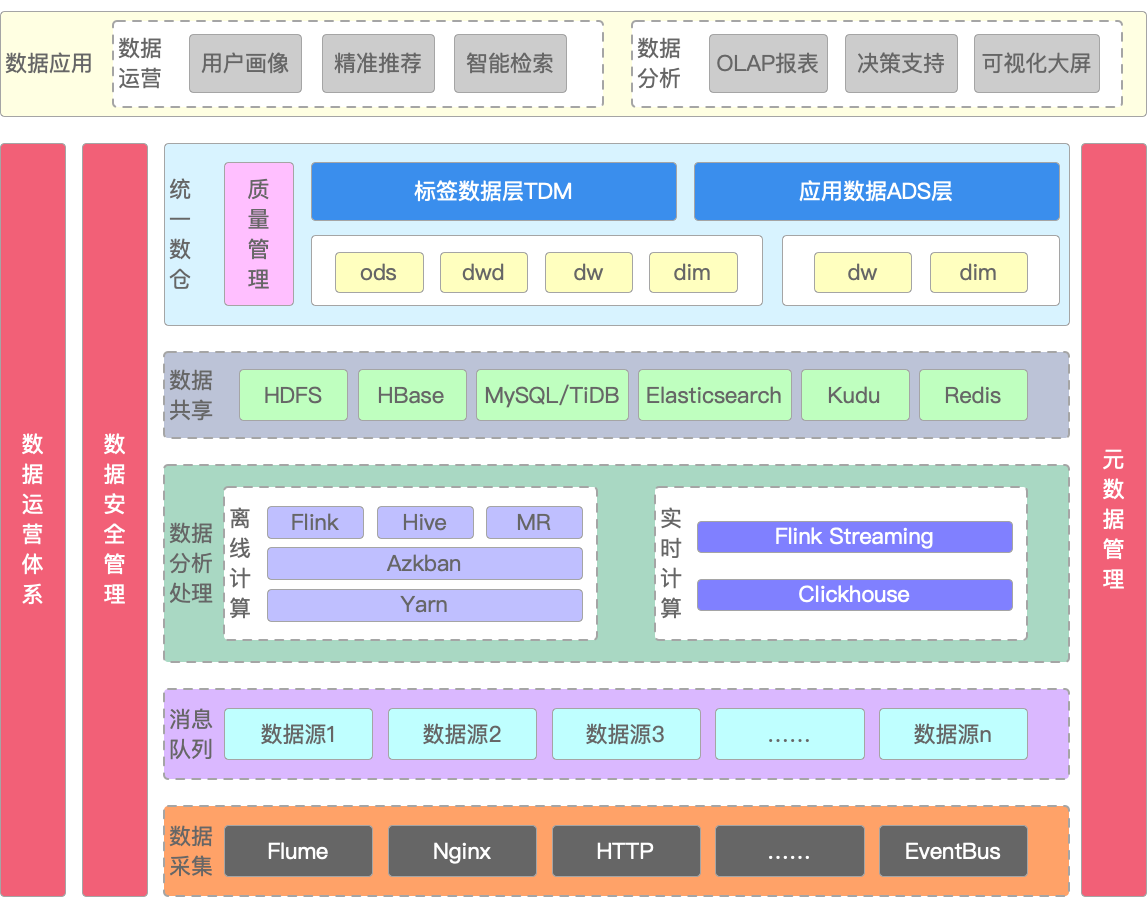 数据应用
数据
运营
用户画像
精准推荐
智能检索
数据
分析
OLAP报表
决策支持
可视化大屏
数据运营体系
数据安全管理
统一数仓
质量管理
标签数据层TDM
应用数据ADS层
ods
dwd
dw
dim
dw
dim
数据
共享
HDFS
HBase
MySQL/TiDB
Elasticsearch
Kudu
Redis
数据
分析
处理
离线计算
Flink
Hive
MR
Azkban
Yarn
实时计算
Flink Streaming
Clickhouse
消息
队列
数据源1
数据源2
数据源3
......
数据源n
数据
采集
Flume
Nginx
HTTP
......
EventBus
元数据管理